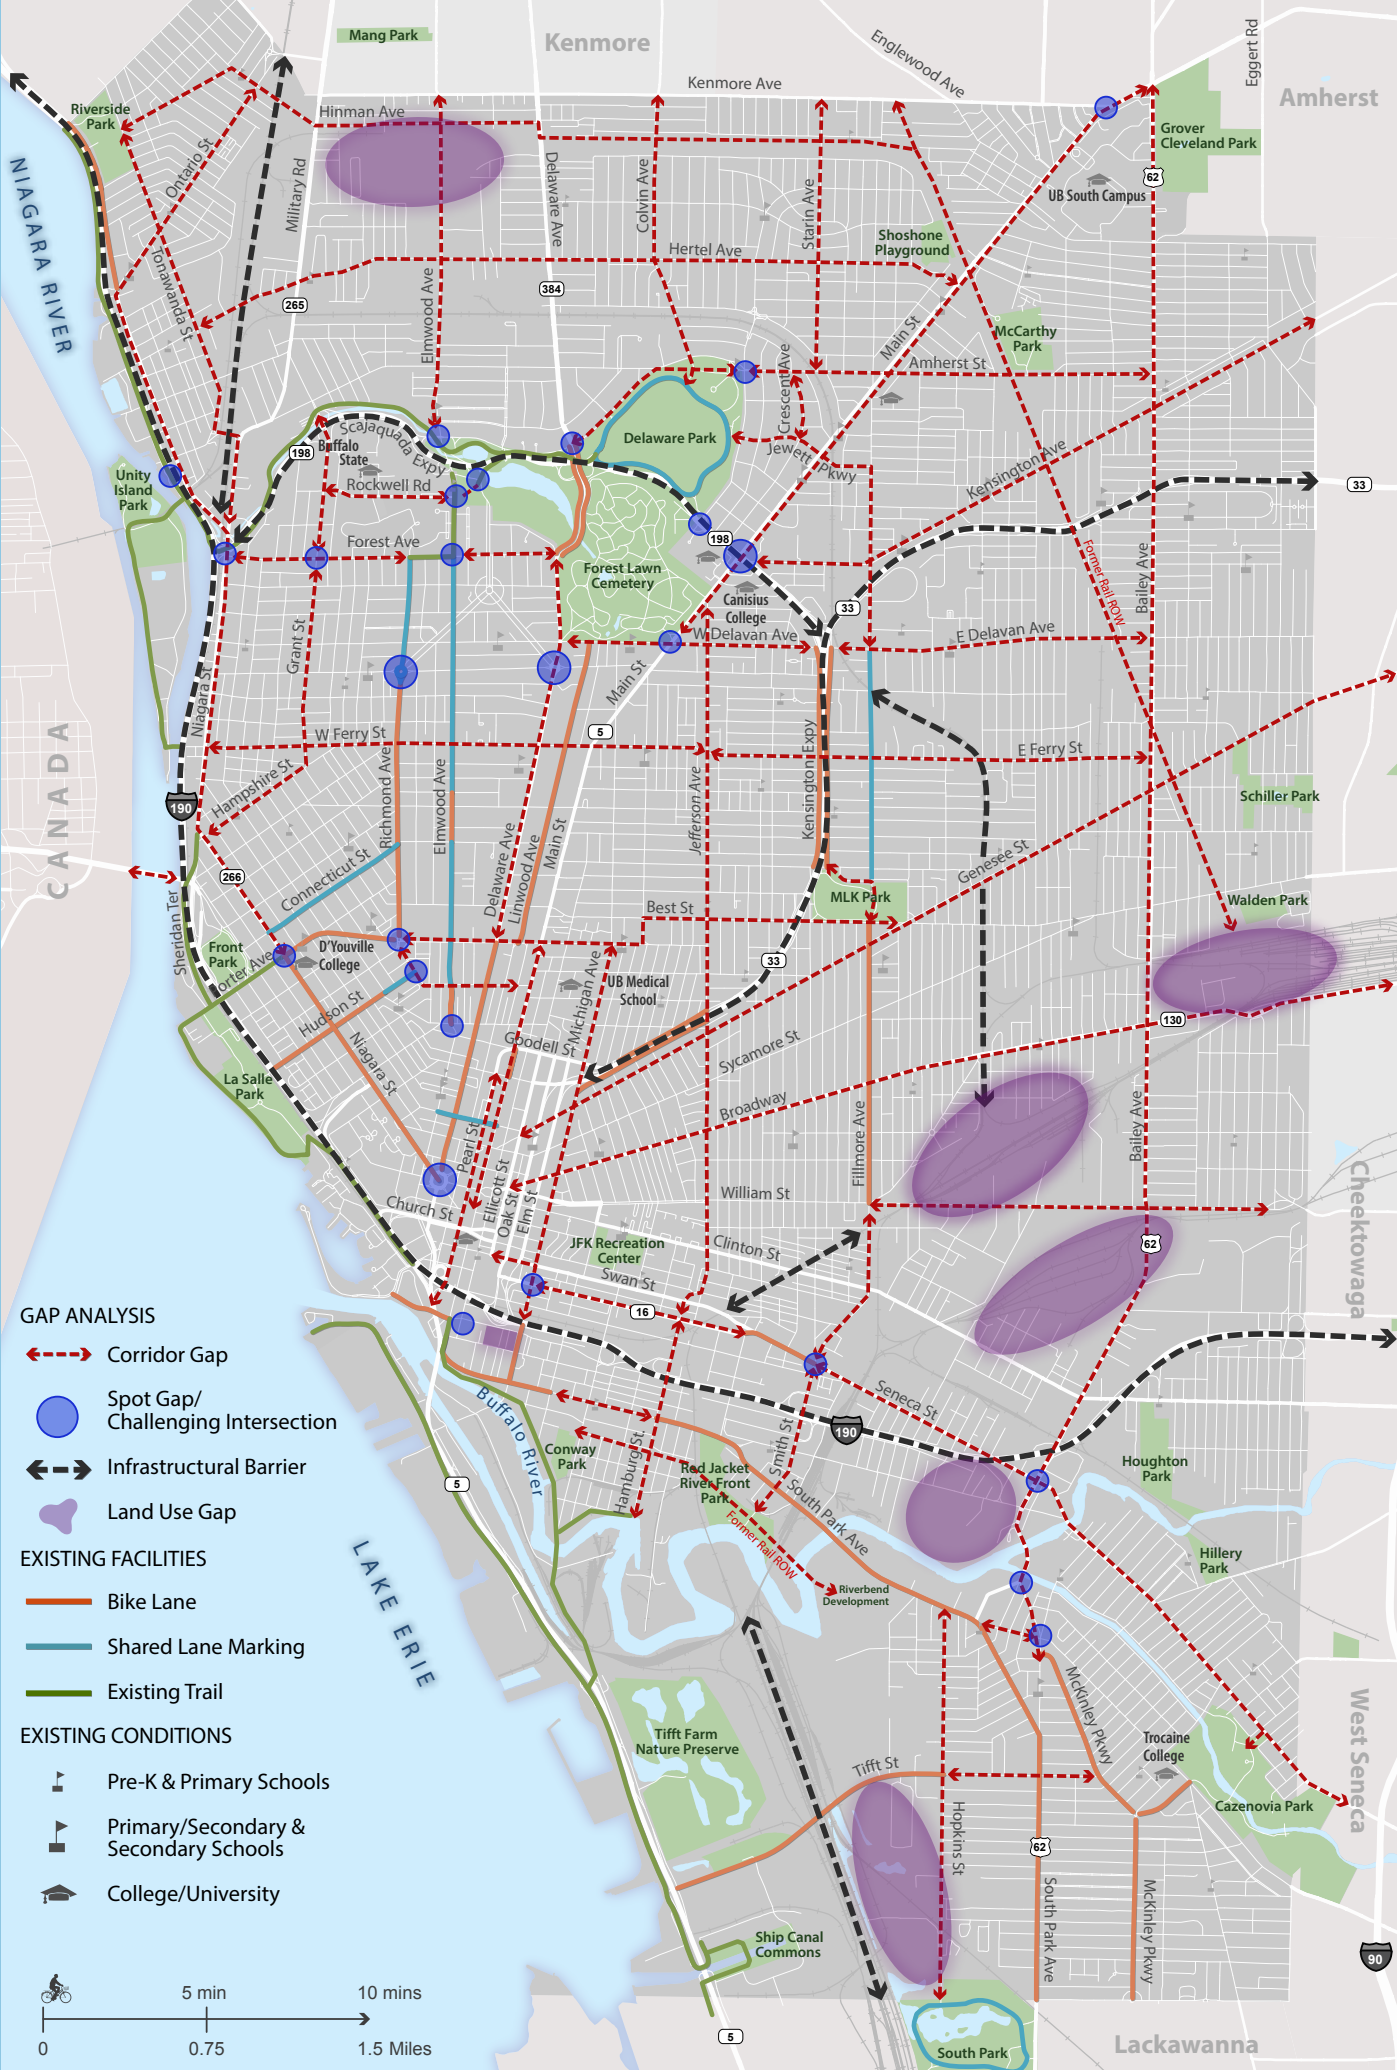 Mang Park
Kenmore
Englewood Ave
Eggert Rd
Kenmore Ave
Amherst
Riverside
Park
Hinman Ave
Grover
Cleveland Park
Ontario St
Military Rd
Delaware Ave
Colvin Ave
Starin Ave
62
UB South Campus
NIAGARA RIVER
Tonawanda St
Hertel Ave
Shoshone
Playground
265
384
Elmwood Ave
Main St
McCarthy
Park
Amherst St
Crescent Ave
Delaware Park
Jewett Pkwy
Kensington Ave
198
Scajaquada Expy
Buffalo
State
Rockwell Rd
Unity
Island
Park
33
198
Forest Ave
Forest Lawn
Cemetery
Former Rail ROW
Bailey Ave
Canisius
College
33
W Delavan Ave
E Delavan Ave
Grant St
Niagara St
Main St
5
W Ferry St
E Ferry St
CANADA
Hampshire St
Richmond Ave
Elmwood Ave
Jefferson Ave
Kensington Expy
190
Schiller Park
Delaware Ave
Linwood Ave
Main St
266
Connecticut St
Genesee St
MLK Park
Walden Park
Best St
Sheridan Ter
Front
Park
Porter Ave
D'Youville
College
33
UB Medical
School
Michigan Ave
Hudson St
130
Niagara St
Goodell St
Sycamore St
La Salle
Park
Broadway
Pearl St
Fillmore Ave
Bailey Ave
Ellicott St
Oak St
Elm St
William St
Church St
Cheektowaga
JFK Recreation
Center
Clinton St
62
Swan St
16
GAP ANALYSIS
Corridor Gap
Spot Gap/
Challenging Intersection
Infrastructural Barrier
Land Use Gap
Buffalo River
Seneca St
190
Conway
Park
Hamburg St.
Smith St
Houghton
Park
Red Jacket
River Front
Park
5
South Park Ave
Former Rail ROW
Hillery
Park
LAKE ERIE
Riverbend
Development
EXISTING FACILITIES
Bike Lane
Shared Lane Marking
Existing Trail
McKinley Pkwy
West Seneca
Tifft Farm
Nature Preserve
Trocaine
College
Tifft St
Cazenovia Park
EXISTING CONDITIONS
Pre-K & Primary Schools
Primary/Secondary &
Secondary Schools
College/University
Hopkins St
62
South Park Ave
McKinley Pkwy
Ship Canal
Commons
90
5 min
10 mins
0
0.75
1.5 Miles
5
South Park
Lackawanna